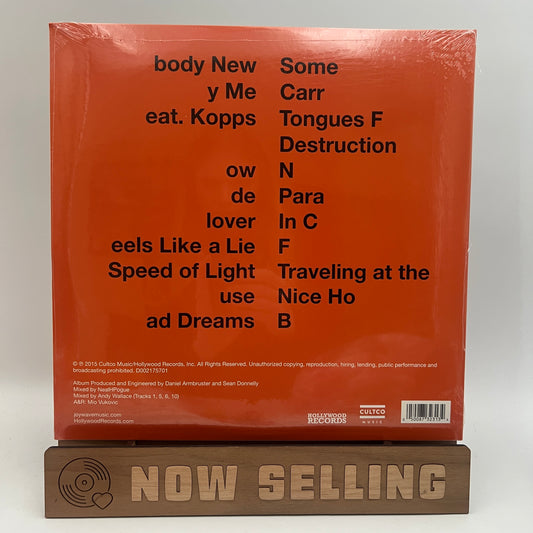 body New Some
y Me Carr
eat. Kopps Tongues F
Destruction
ow N
de Para
lover In C
eels Like a Lie F
Speed of Light Traveling at the
use Nice Ho
ad Dreams B
© ℗ 2015 Cultco Music/Hollywood Records, Inc. All Rights Reserved. Unauthorized copying, reproduction, hiring, lending, public performance and
broadcasting prohibited. D002175701
Album Produced and Engineered by Daniel Armbruster and Sean Donnelly
Mixed by NealHPogue
Mixed by Andy Wallace (Tracks 1, 5, 6, 10)
A&R: Mio Vukovic
joywavemusic.com
HollywoodRecords.com
HOLLYWOOD
RECORDS
CULTCO
MUSIC
NOW SELLING